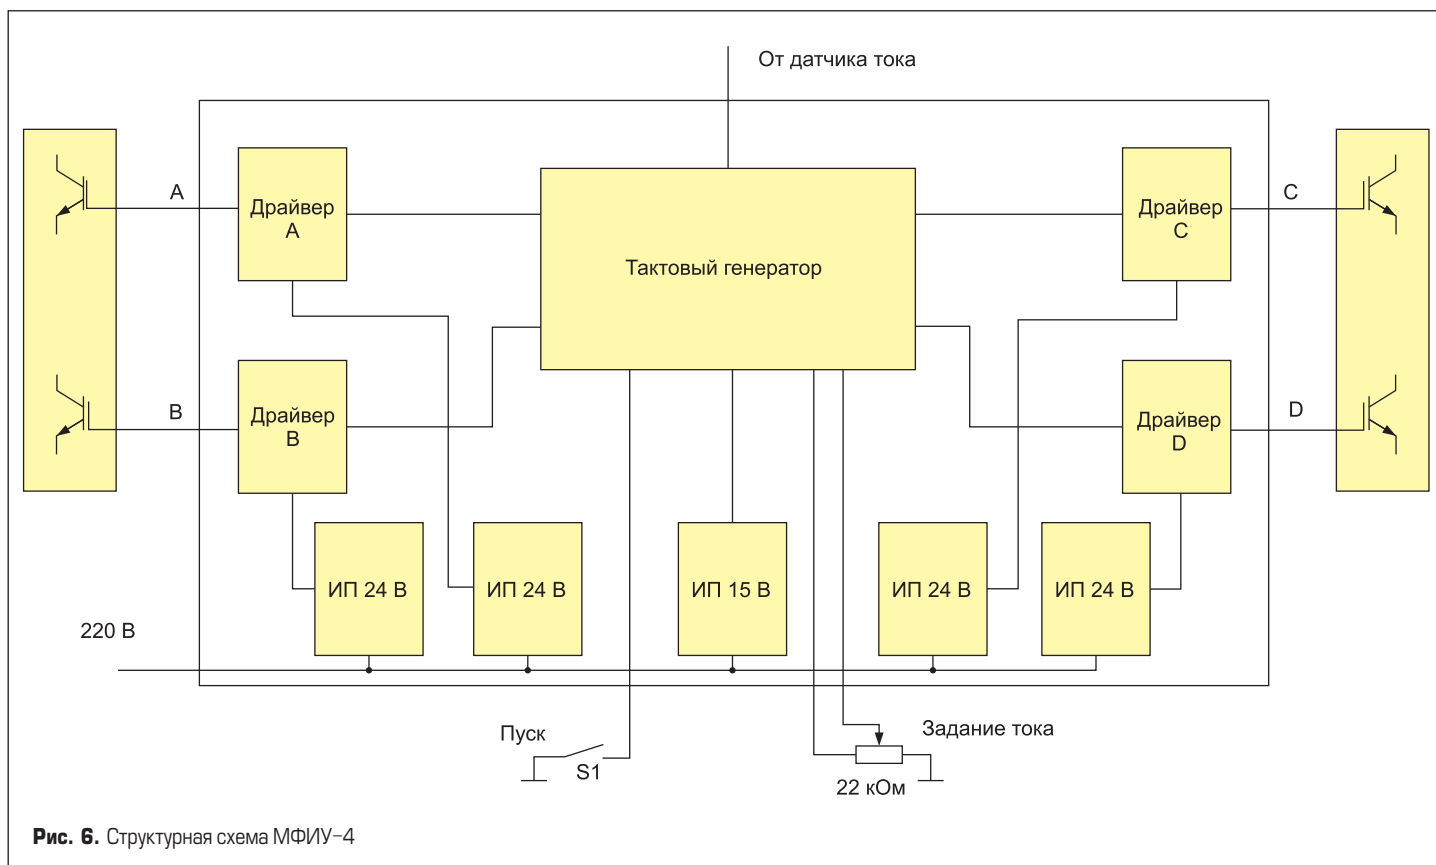 От датчика тока
A
Драйвер
A
Тактовый генератор
Драйвер
C
C
B
Драйвер
B
Драйвер
D
D
ИП 24 В
ИП 24 В
ИП 15 В
ИП 24 В
ИП 24 В
220 В
Пуск
S1
Задание тока
22 кОм
Рис. 6. Структурная схема МФИУ–4